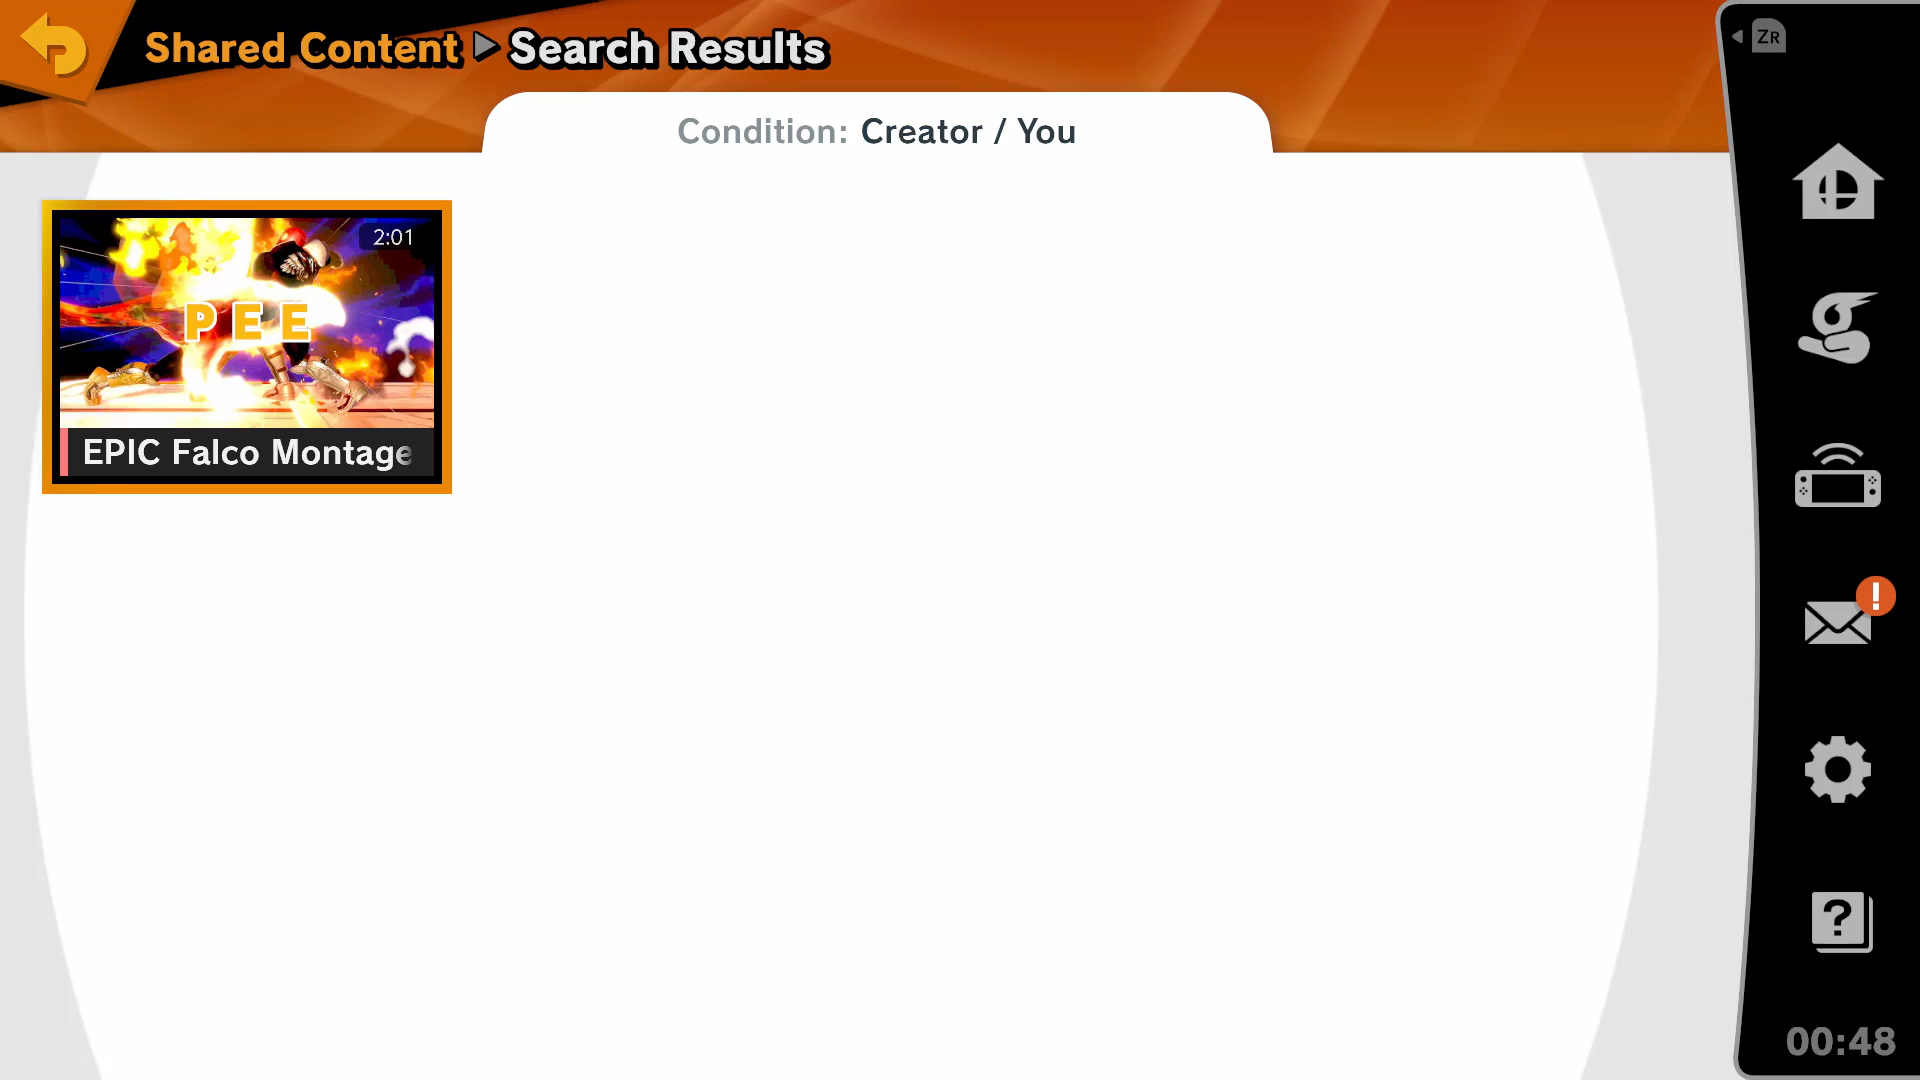 Shared Content ▶ Search Results
ZR
Condition: Creator / You
2:01
PEE
EPIC Falco Montage
!
?
00:48